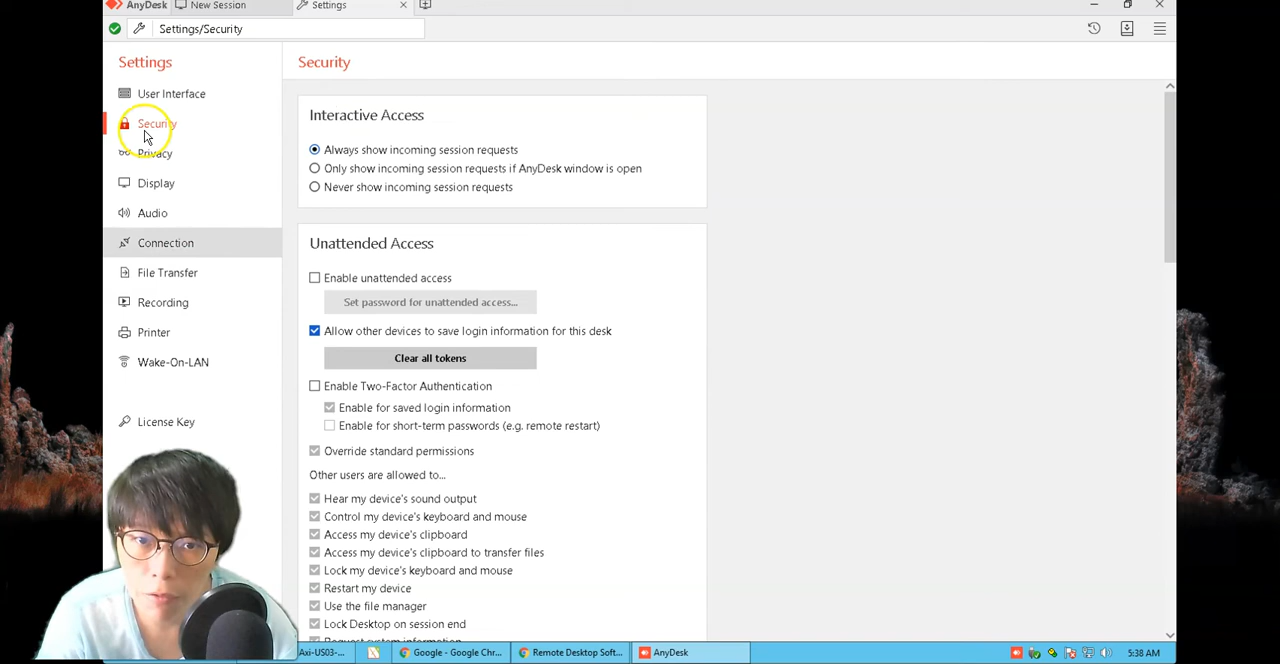 AnyDesk
New Session
Settings
Settings/Security
Settings
User Interface
Security
Privacy
Display
Audio
Connection
File Transfer
Recording
Printer
Wake-On-LAN
License Key
Security
Interactive Access
Always show incoming session requests
Only show incoming session requests if AnyDesk window is open
Never show incoming session requests
Unattended Access
Enable unattended access
Set password for unattended access...
Allow other devices to save login information for this desk
Clear all tokens
Enable Two-Factor Authentication
Enable for saved login information
Enable for short-term passwords (e.g. remote restart)
Override standard permissions
Other users are allowed to...
Hear my device's sound output
Control my device's keyboard and mouse
Access my device's clipboard
Access my device's clipboard to transfer files
Lock my device's keyboard and mouse
Restart my device
Use the file manager
Lock Desktop on session end
Request system information
Axi-US03-...
Google - Google Chr...
Remote Desktop Soft...
AnyDesk
5:38 AM